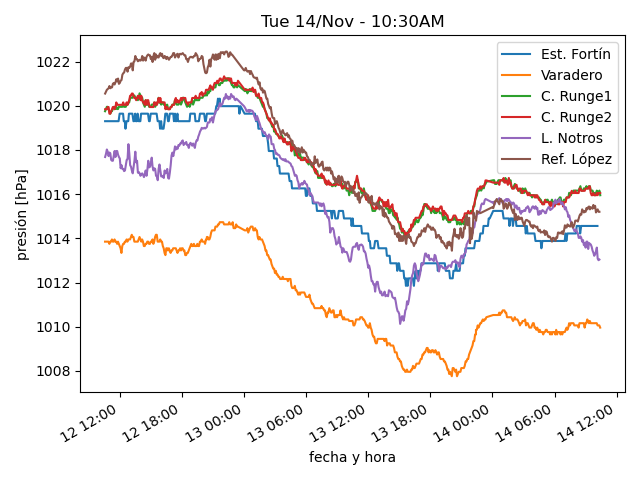 Tue 14/Nov - 10:30AM
presión [hPa]
1022
1020
1018
1016
1014
1012
1010
1008
Est. Fortín
Varadero
C. Runge1
C. Runge2
L. Notros
Ref. López
12 12:00
12 18:00
13 00:00
13 06:00
13 12:00
13 18:00
14 00:00
14 06:00
14 12:00
fecha y hora